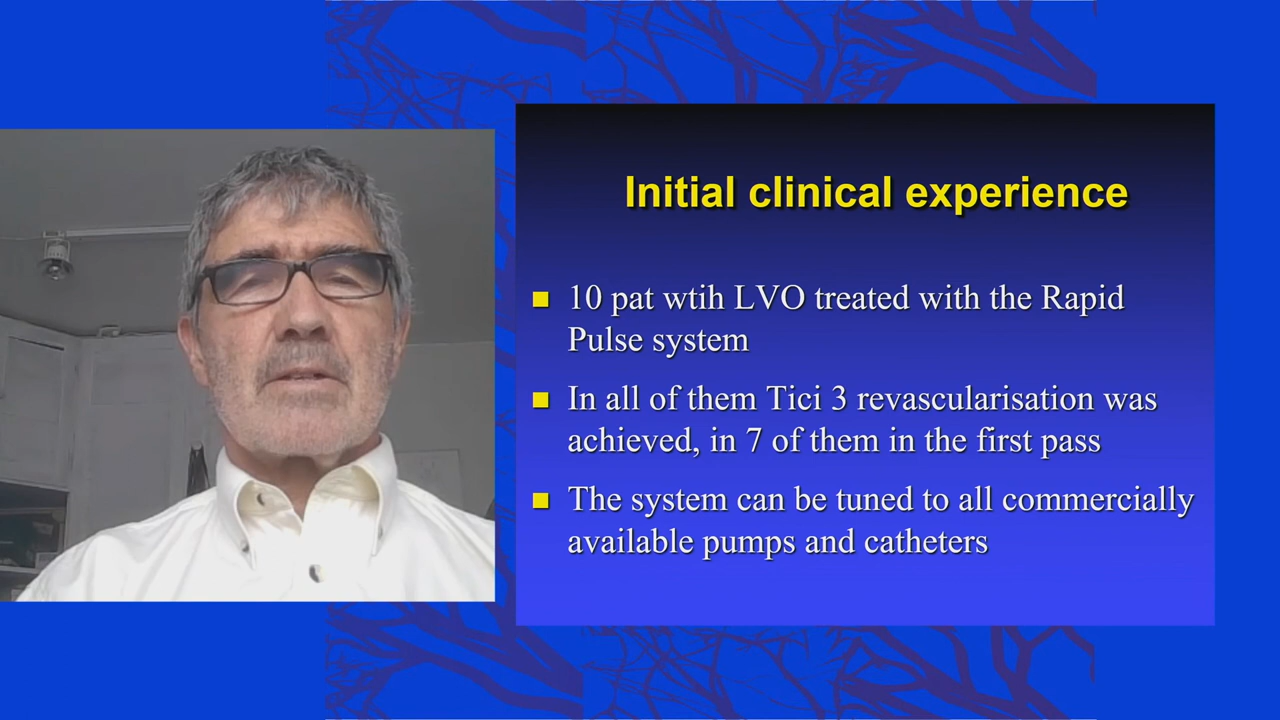 Initial clinical experience
10 pat wtih LVO treated with the Rapid
Pulse system
In all of them Tici 3 revascularisation was
achieved, in 7 of them in the first pass
The system can be tuned to all commercially
available pumps and catheters